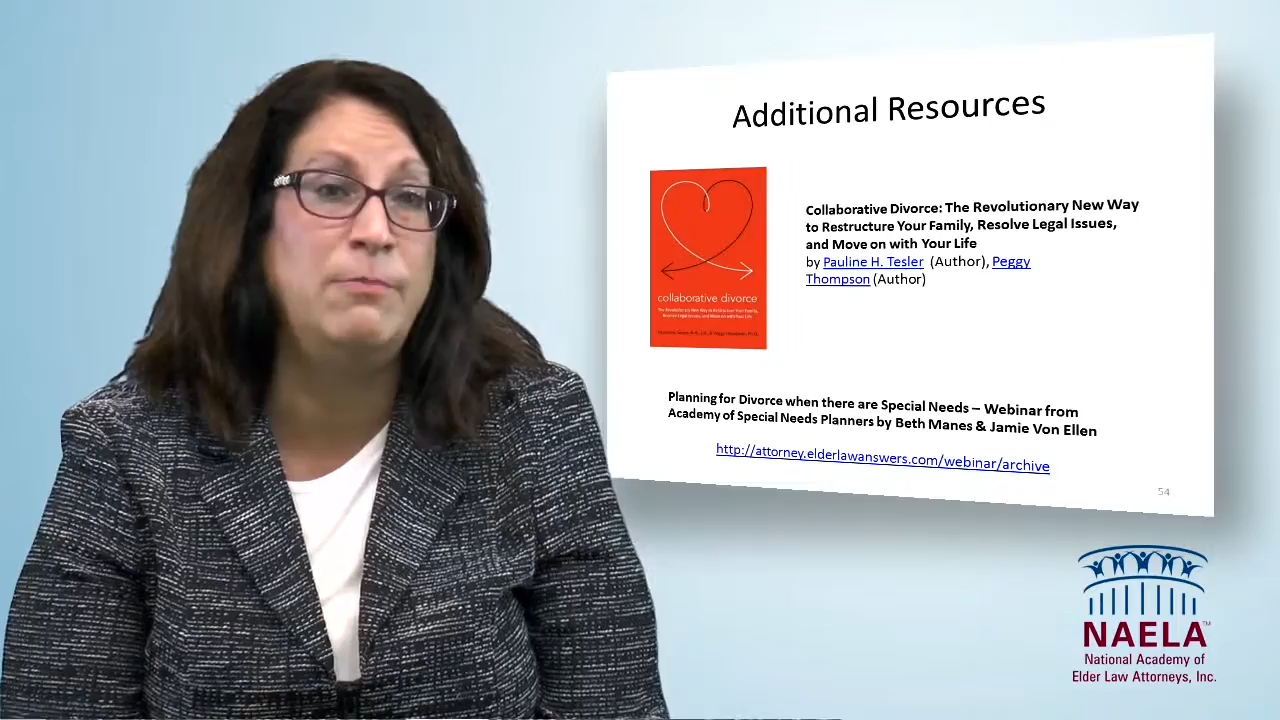 Additional Resources
collaborative divorce
Collaborative Divorce: The Revolutionary New Way
to Restructure Your Family, Resolve Legal Issues,
and Move on with Your Life
by Pauline H. Tesler (Author), Peggy
Thompson (Author)
Planning for Divorce when there are Special Needs – Webinar from
Academy of Special Needs Planners by Beth Manes & Jamie Von Ellen
http://attorney.elderlawanswers.com/webinar/archive
54
NAELA™
National Academy of
Elder Law Attorneys, Inc.